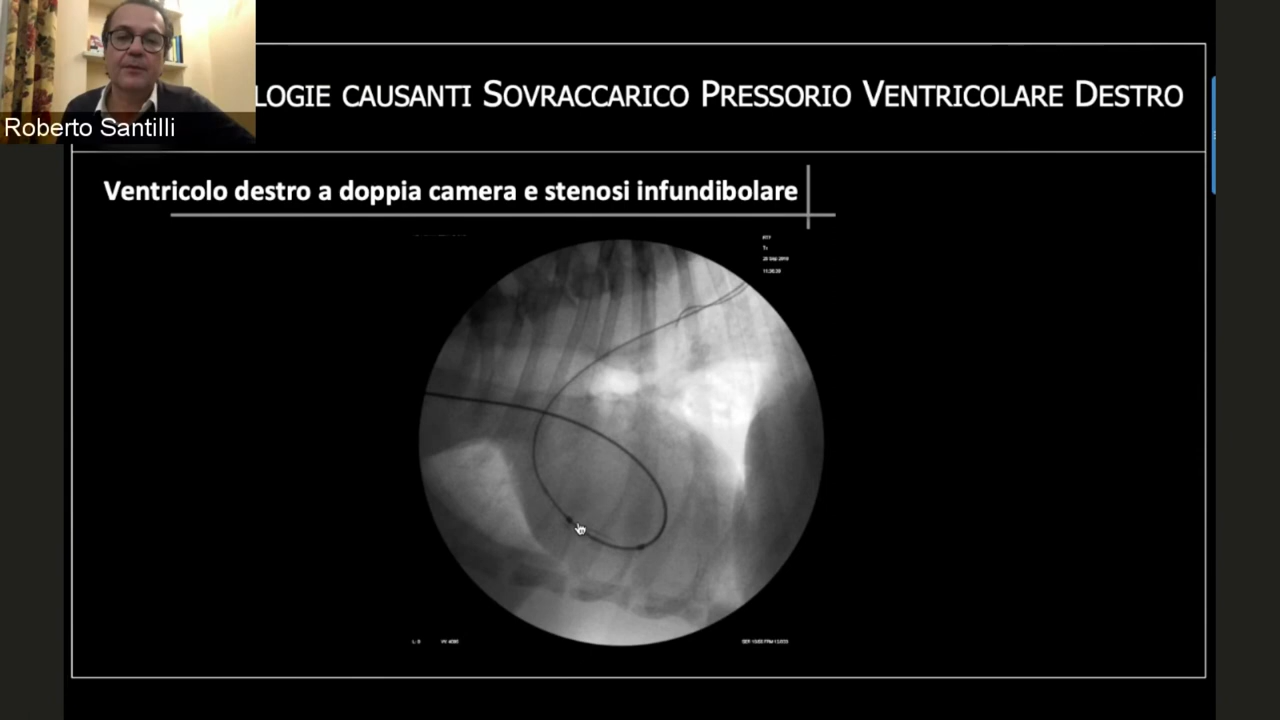 LOGIE CAUSANTI SOVRACCARICO PRESSORIO VENTRICOLARE DESTRO
Roberto Santilli
Ventricolo destro a doppia camera e stenosi infundibolare